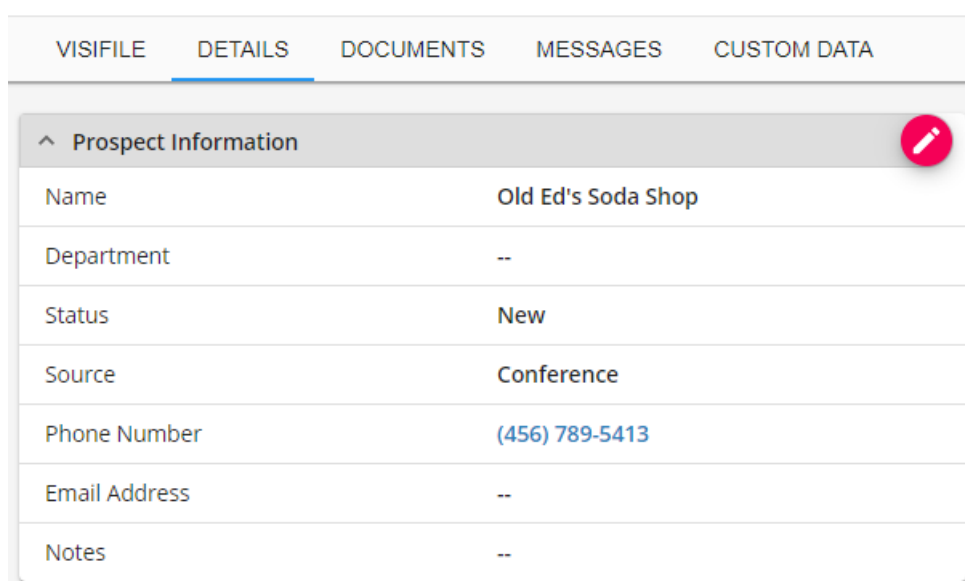 VISIFILE DETAILS DOCUMENTS MESSAGES CUSTOM DATA
Prospect Information
Name Old Ed's Soda Shop
Department --
Status New
Source Conference
Phone Number (456) 789-5413
Email Address --
Notes --